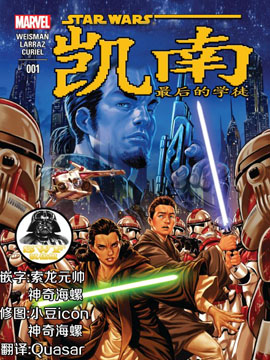 MARVEL
STAR WARS
WEISMAN
LARRAZ
CURIEL
001
凯南
最后的学徒
嵌字:索龙元帅
神奇海螺
修图:小豆icon
神奇海螺
翻译:Quasar